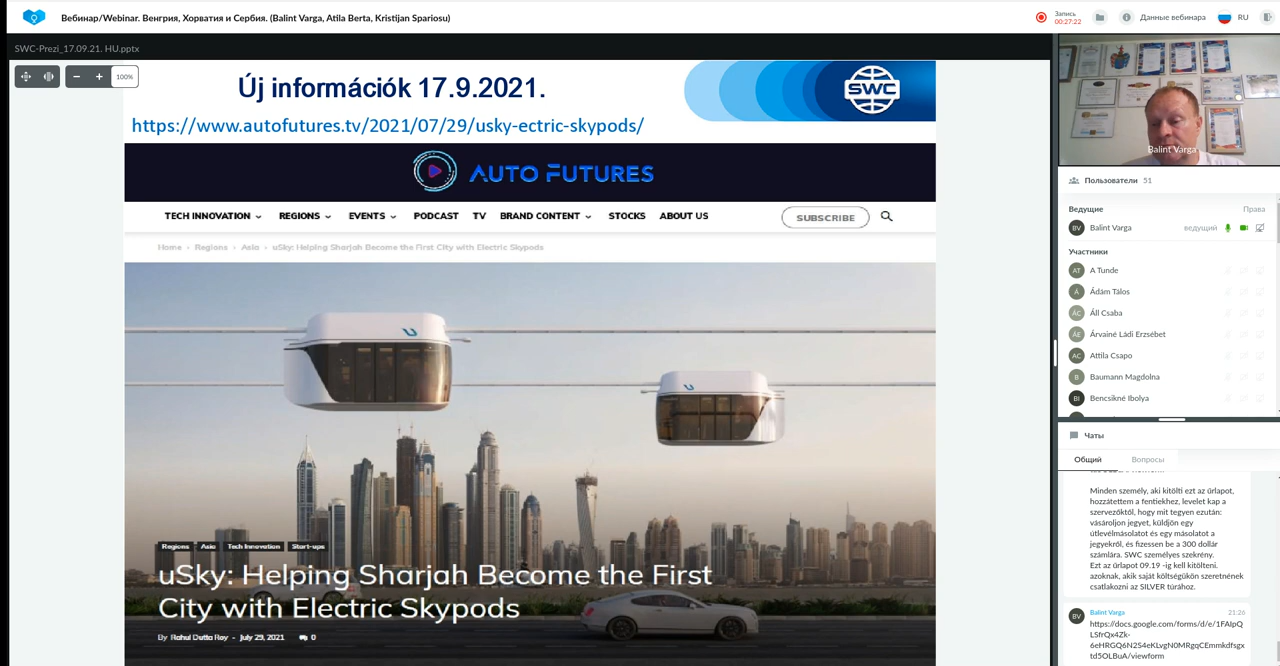 Вебинар/Webinar. Венгрия, Хорватия и Сербия. (Balint Varga, Atila Berta, Kristijan Spariosu)
Запись
00:27:22
Данные вебинара
RU
SWC-Prezi_17.09.21. HU.pptx
100%
Új információk 17.9.2021.
SWC
https://www.autofutures.tv/2021/07/29/usky-ectric-skypods/
AUTO FUTURES
TECH INNOVATION
REGIONS
EVENTS
PODCAST
TV
BRAND CONTENT
STOCKS
ABOUT US
SUBSCRIBE
Home › Regions › Asia › uSky: Helping Sharjah Become the First City with Electric Skypods
Regions
Asia
Tech Innovation
Start-ups
uSky: Helping Sharjah Become the First
City with Electric Skypods
By Rahul Dutta Roy - July 29, 2021 0
Balint Varga
Пользователи 51
Ведущие Права
BV Balint Varga ведущий
Участники
AT A Tunde
Á Ádám Tálos
ÁC Áll Csaba
ÁE Árvainé Ládi Erzsébet
AC Attila Csapo
B Baumann Magdolna
BI Bencsikné Ibolya
Чаты
Общий Вопросы
Minden személy, aki kitölti ezt az űrlapot,
hozzátettem a fentiekhez, levelet kap a
szervezőktől, hogy mit tegyen ezután:
vásároljon jegyet, küldjön egy
útlevélmásolatot és egy másolatot a
jegyekről, és fizessen be a 300 dollár
számlára. SWC személyes szekrény.
Ezt az űrlapot 09.19 -ig kell kitölteni.
azoknak, akik saját költségükön szeretnének
csatlakozni az SILVER túrához.
BV Balint Varga 21:26
https://docs.google.com/forms/d/e/1FAIpQ
LSfrQx4Zk-
6eHRGQ6N2S4eKLvgN0MRgqCEmmkdfsgx
td5OLBuA/viewform